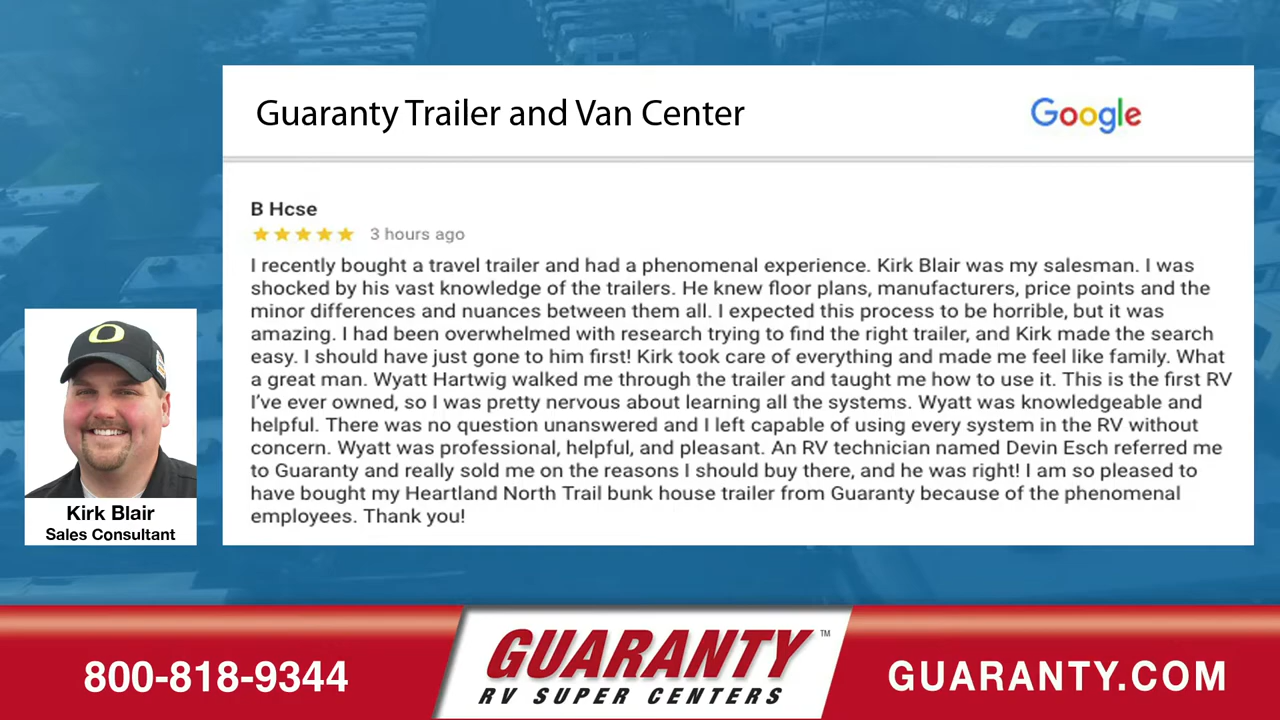 Guaranty Trailer and Van Center
Google
B Hcse
3 hours ago
I recently bought a travel trailer and had a phenomenal experience. Kirk Blair was my salesman. I was
shocked by his vast knowledge of the trailers. He knew floor plans, manufacturers, price points and the
minor differences and nuances between them all. I expected this process to be horrible, but it was
amazing. I had been overwhelmed with research trying to find the right trailer, and Kirk made the search
easy. I should have just gone to him first! Kirk took care of everything and made me feel like family. What
a great man. Wyatt Hartwig walked me through the trailer and taught me how to use it. This is the first RV
I've ever owned, so I was pretty nervous about learning all the systems. Wyatt was knowledgeable and
helpful. There was no question unanswered and I left capable of using every system in the RV without
concern. Wyatt was professional, helpful, and pleasant. An RV technician named Devin Esch referred me
to Guaranty and really sold me on the reasons I should buy there, and he was right! I am so pleased to
have bought my Heartland North Trail bunk house trailer from Guaranty because of the phenomenal
employees. Thank you!
O
Kirk Blair
Sales Consultant
800-818-9344
GUARANTY™
RV SUPER CENTERS
GUARANTY.COM